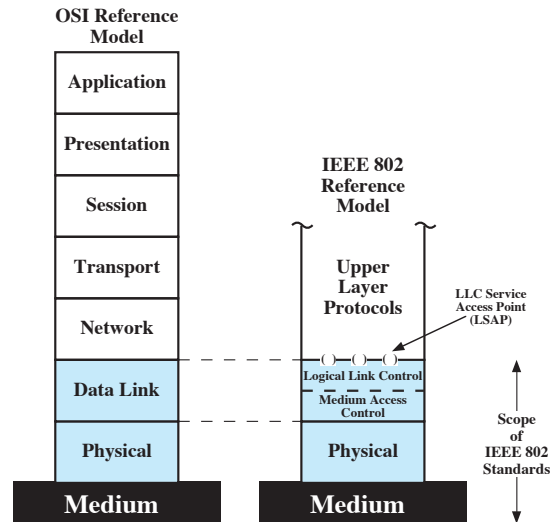 OSI Reference
Model
Application
Presentation
Session
Transport
Network
Data Link
Physical
Medium
IEEE 802
Reference
Model
Upper
Layer
Protocols
LLC Service
Access Point
(LSAP)
Logical Link Control
Medium Access
Control
Physical
Medium
Scope
of
IEEE 802
Standards